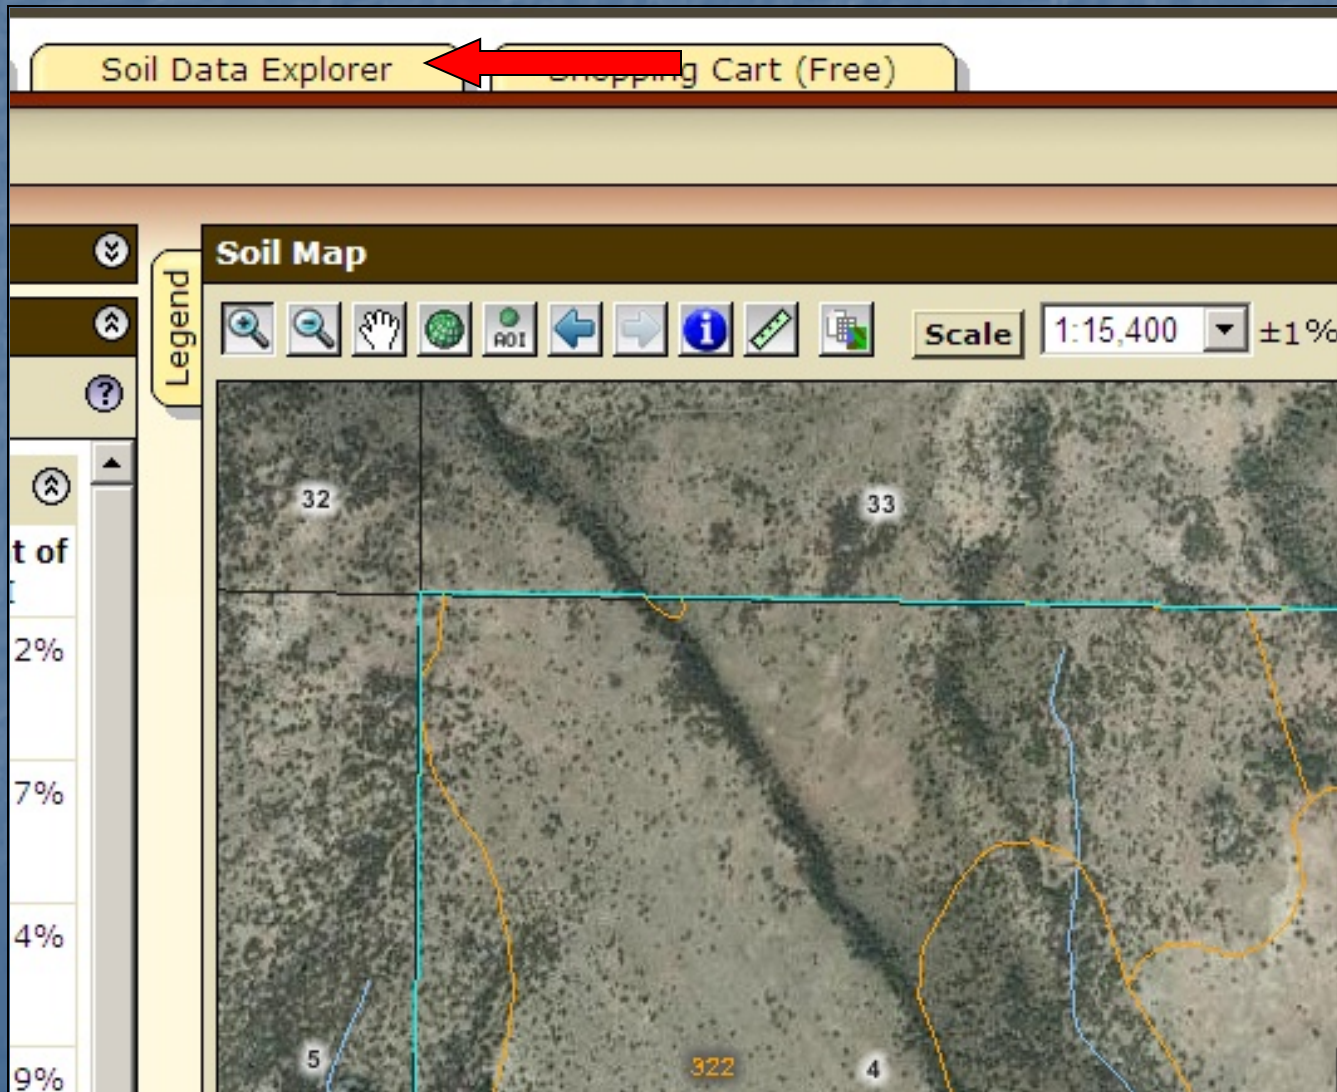 Soil Data Explorer
Shopping Cart (Free)
Legend
Soil Map
AOI
Scale
1:15,400
±1%
t of
2%
7%
4%
9%
32
33
5
322
4